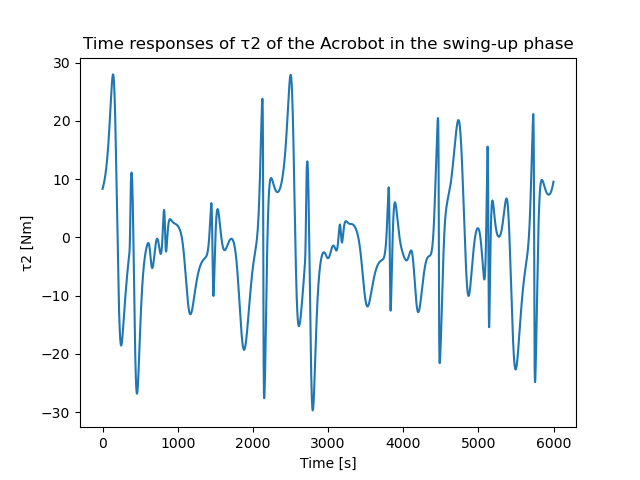 Time responses of τ2 of the Acrobot in the swing-up phase
30
20
10
0
−10
−20
−30
τ2 [Nm]
0 1000 2000 3000 4000 5000 6000
Time [s]